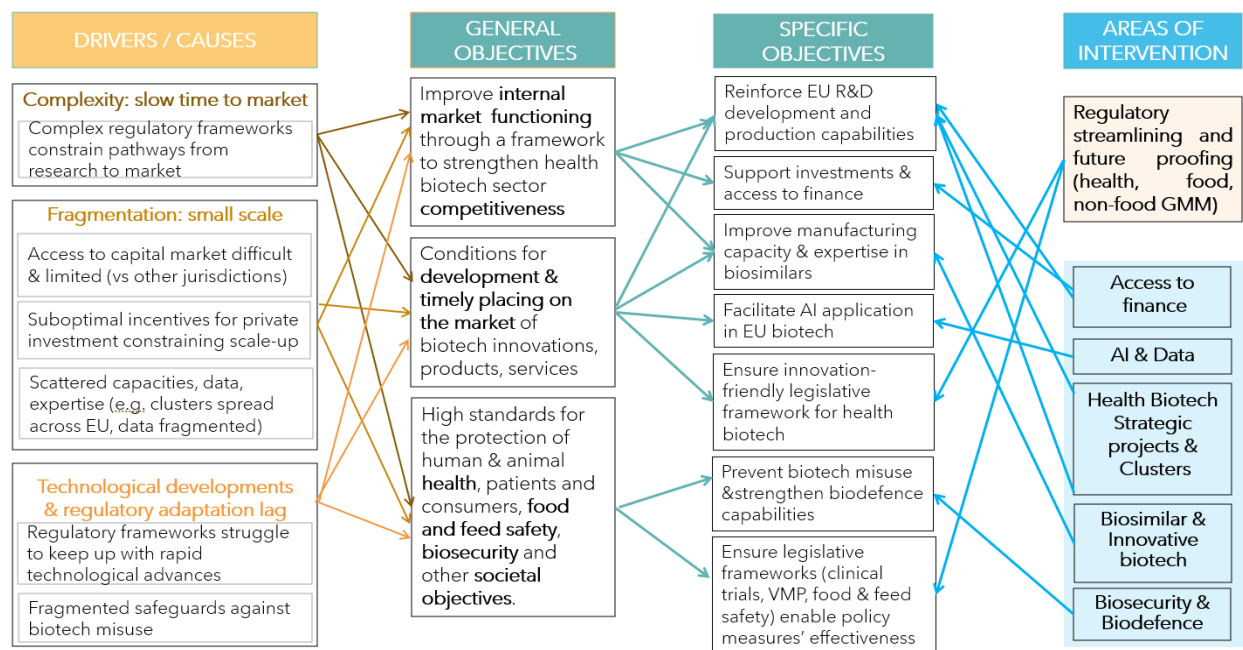 DRIVERS / CAUSES
Complexity: slow time to market
Complex regulatory frameworks
constrain pathways from
research to market
Fragmentation: small scale
Access to capital market difficult
& limited (vs other jurisdictions)
Suboptimal incentives for private
investment constraining scale-up
Scattered capacities, data,
expertise (e.g. clusters spread
across EU, data fragmented)
Technological developments
& regulatory adaptation lag
Regulatory frameworks struggle
to keep up with rapid
technological advances
Fragmented safeguards against
biotech misuse
GENERAL
OBJECTIVES
Improve internal
market functioning
through a framework
to strengthen health
biotech sector
competitiveness
Conditions for
development &
timely placing on
the market of
biotech innovations,
products, services
High standards for
the protection of
human & animal
health, patients and
consumers, food
and feed safety,
biosecurity and
other societal
objectives.
SPECIFIC
OBJECTIVES
Reinforce EU R&D
development and
production capabilities
Support investments &
access to finance
Improve manufacturing
capacity & expertise in
biosimilars
Facilitate AI application
in EU biotech
Ensure innovation-
friendly legislative
framework for health
biotech
Prevent biotech misuse
&strengthen biodefence
capabilities
Ensure legislative
frameworks (clinical
trials, VMP, food & feed
safety) enable policy
measures' effectiveness
AREAS OF
INTERVENTION
Regulatory
streamlining and
future proofing
(health, food,
non-food GMM)
Access to
finance
AI & Data
Health Biotech
Strategic
projects &
Clusters
Biosimilar &
Innovative
biotech
Biosecurity &
Biodefence